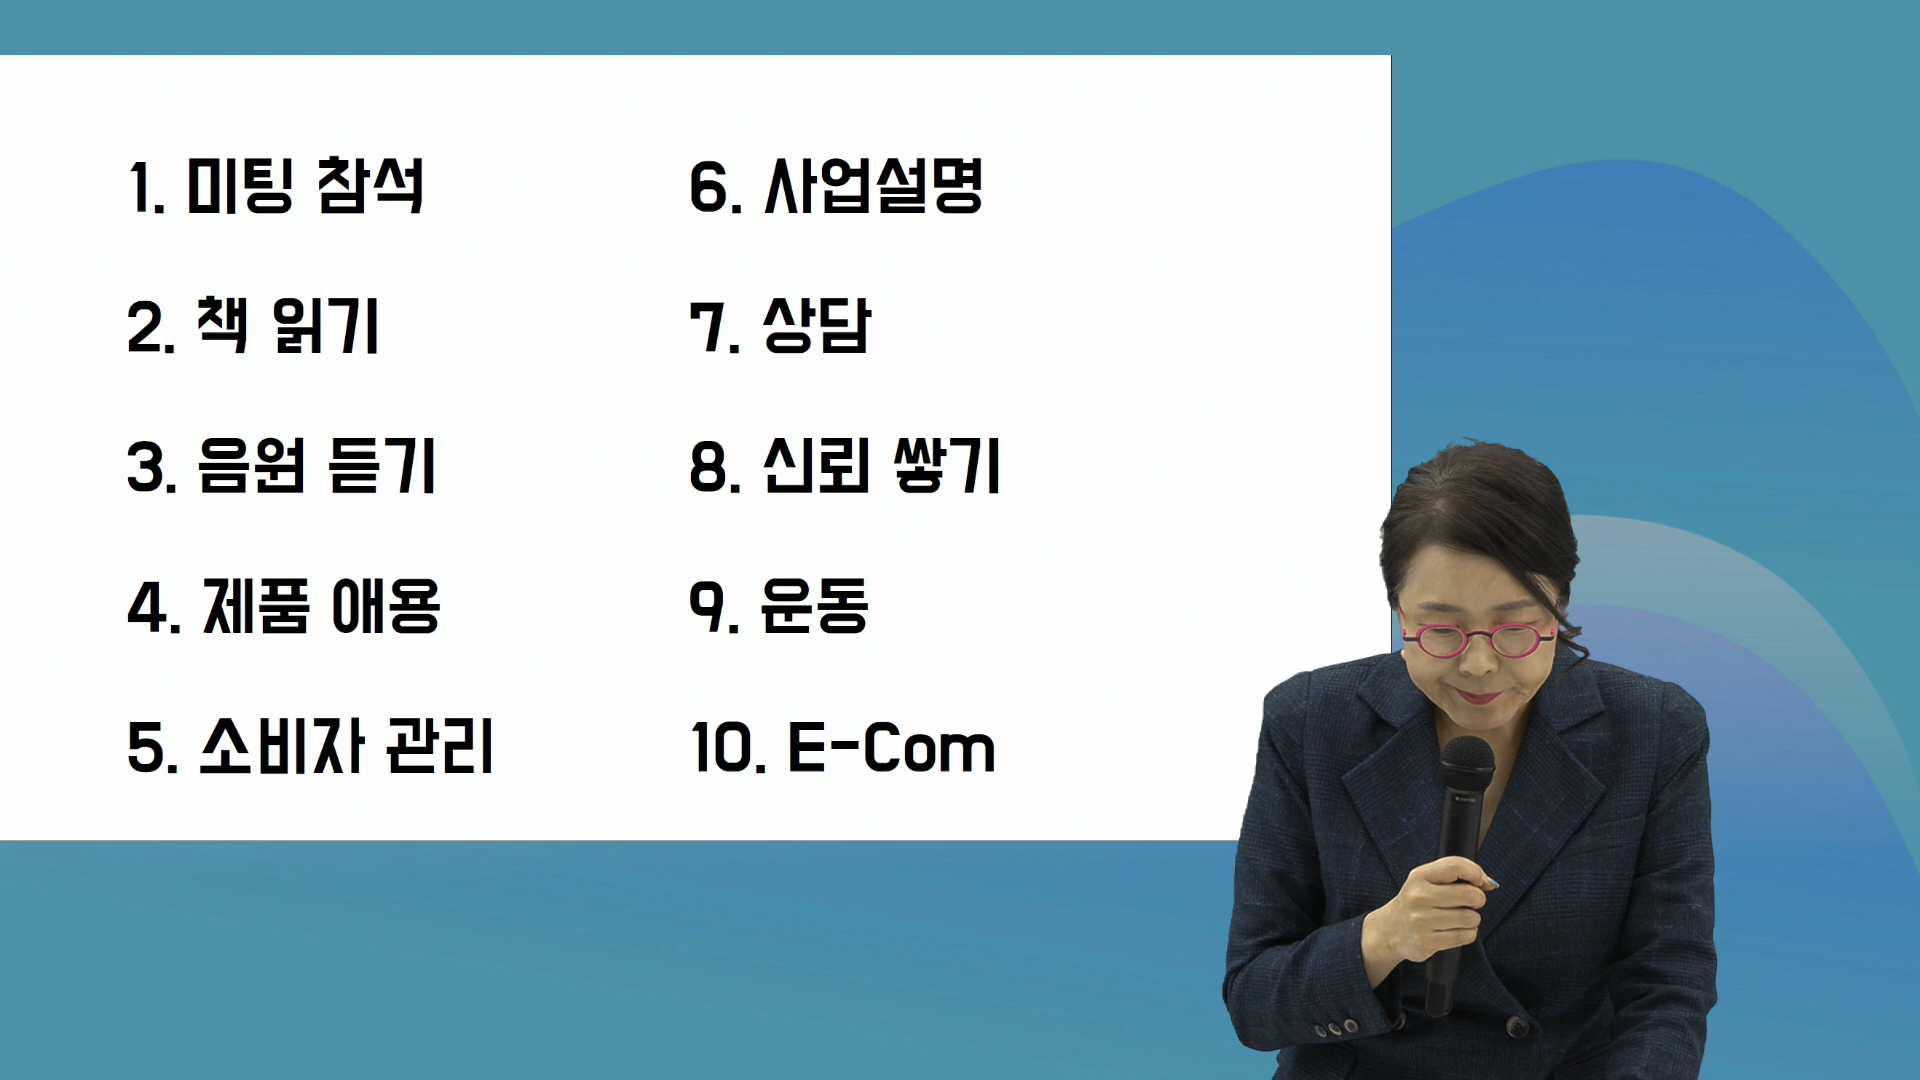 1. 미팅 참석
2. 책 읽기
3. 음원 듣기
4. 제품 애용
5. 소비자 관리
6. 사업설명
7. 상담
8. 신뢰 쌓기
9. 운동
10. E-Com